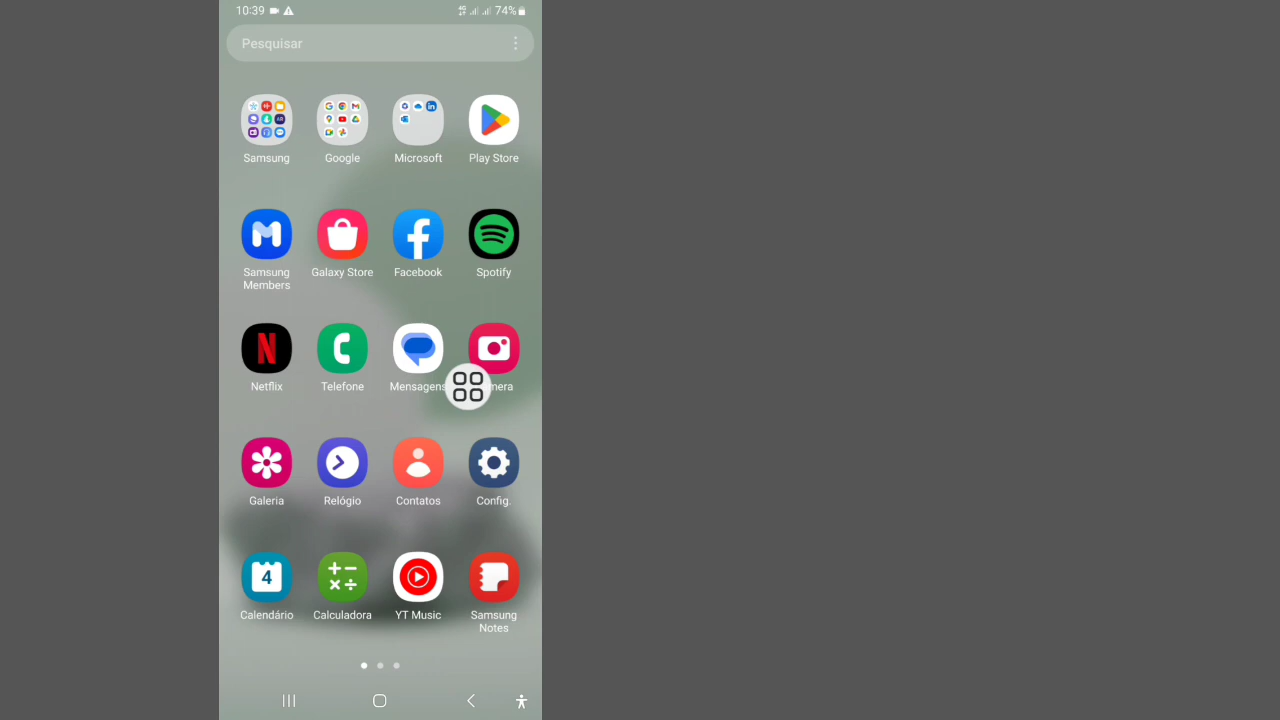 10:39 74%
Pesquisar
Samsung Google Microsoft Play Store
Samsung Members Galaxy Store Facebook Spotify
Netflix Telefone Mensagens mera
Galeria Relógio Contatos Config.
4
Calendário Calculadora YT Music Samsung Notes